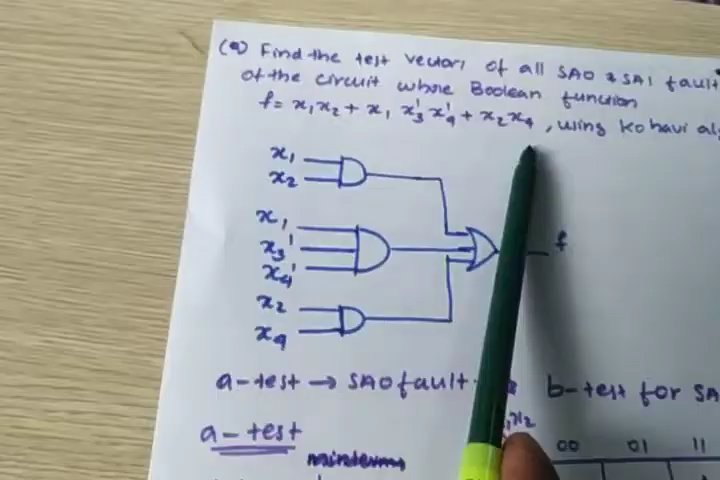 (a) Find the test vectors of all SA0 & SA1 fault
of the circuit whose Boolean function
f = x₁x₂ + x₁ x₃' x₄' + x₂x₄ , using Kohavi al
x₁
x₂
x₁
x₃'
x₄'
f
x₂
x₄
a-test → SA0 fault b-test for SA
a-test
minterms
x₂
00 01 11